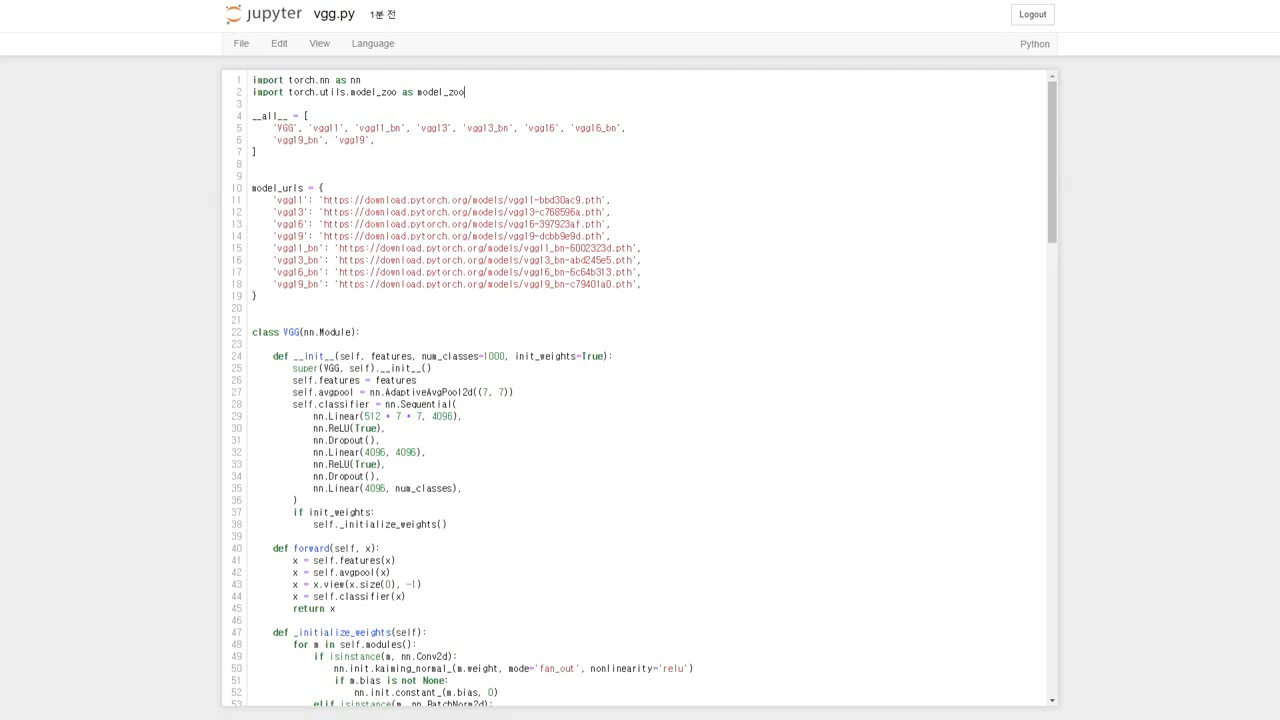 jupyter vgg.py 1분 전
Logout
File Edit View Language
Python
1 import torch.nn as nn
2 import torch.utils.model_zoo as model_zoo
3
4 __all__ = [
5 'VGG', 'vgg11', 'vgg11_bn', 'vgg13', 'vgg13_bn', 'vgg16', 'vgg16_bn',
6 'vgg19_bn', 'vgg19',
7 ]
8
9
10 model_urls = {
11 'vgg11': 'https://download.pytorch.org/models/vgg11-bbd30ac9.pth',
12 'vgg13': 'https://download.pytorch.org/models/vgg13-c768596a.pth',
13 'vgg16': 'https://download.pytorch.org/models/vgg16-397923af.pth',
14 'vgg19': 'https://download.pytorch.org/models/vgg19-dcbb9e9d.pth',
15 'vgg11_bn': 'https://download.pytorch.org/models/vgg11_bn-6002323d.pth',
16 'vgg13_bn': 'https://download.pytorch.org/models/vgg13_bn-abd245e5.pth',
17 'vgg16_bn': 'https://download.pytorch.org/models/vgg16_bn-6c64b313.pth',
18 'vgg19_bn': 'https://download.pytorch.org/models/vgg19_bn-c79401a0.pth',
19 }
20
21
22 class VGG(nn.Module):
23
24 def __init__(self, features, num_classes=1000, init_weights=True):
25 super(VGG, self).__init__()
26 self.features = features
27 self.avgpool = nn.AdaptiveAvgPool2d((7, 7))
28 self.classifier = nn.Sequential(
29 nn.Linear(512 * 7 * 7, 4096),
30 nn.ReLU(True),
31 nn.Dropout(),
32 nn.Linear(4096, 4096),
33 nn.ReLU(True),
34 nn.Dropout(),
35 nn.Linear(4096, num_classes),
36 )
37 if init_weights:
38 self._initialize_weights()
39
40 def forward(self, x):
41 x = self.features(x)
42 x = self.avgpool(x)
43 x = x.view(x.size(0), -1)
44 x = self.classifier(x)
45 return x
46
47 def _initialize_weights(self):
48 for m in self.modules():
49 if isinstance(m, nn.Conv2d):
50 nn.init.kaiming_normal_(m.weight, mode='fan_out', nonlinearity='relu')
51 if m.bias is not None:
52 nn.init.constant_(m.bias, 0)
53 elif isinstance(m, nn.BatchNorm2d):